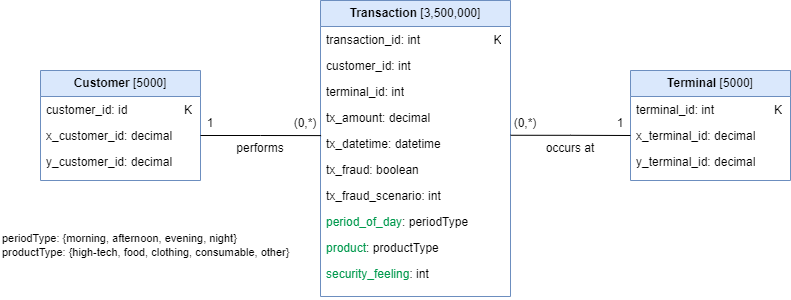 Transaction [3,500,000]
transaction_id: int K
customer_id: int
terminal_id: int
tx_amount: decimal
tx_datetime: datetime
tx_fraud: boolean
tx_fraud_scenario: int
period_of_day: periodType
product: productType
security_feeling: int
Customer [5000]
customer_id: id K
x_customer_id: decimal
y_customer_id: decimal
1
(0,*)
performs
(0,*)
1
occurs at
Terminal [5000]
terminal_id: int K
x_terminal_id: decimal
y_terminal_id: decimal
periodType: {morning, afternoon, evening, night}
productType: {high-tech, food, clothing, consumable, other}